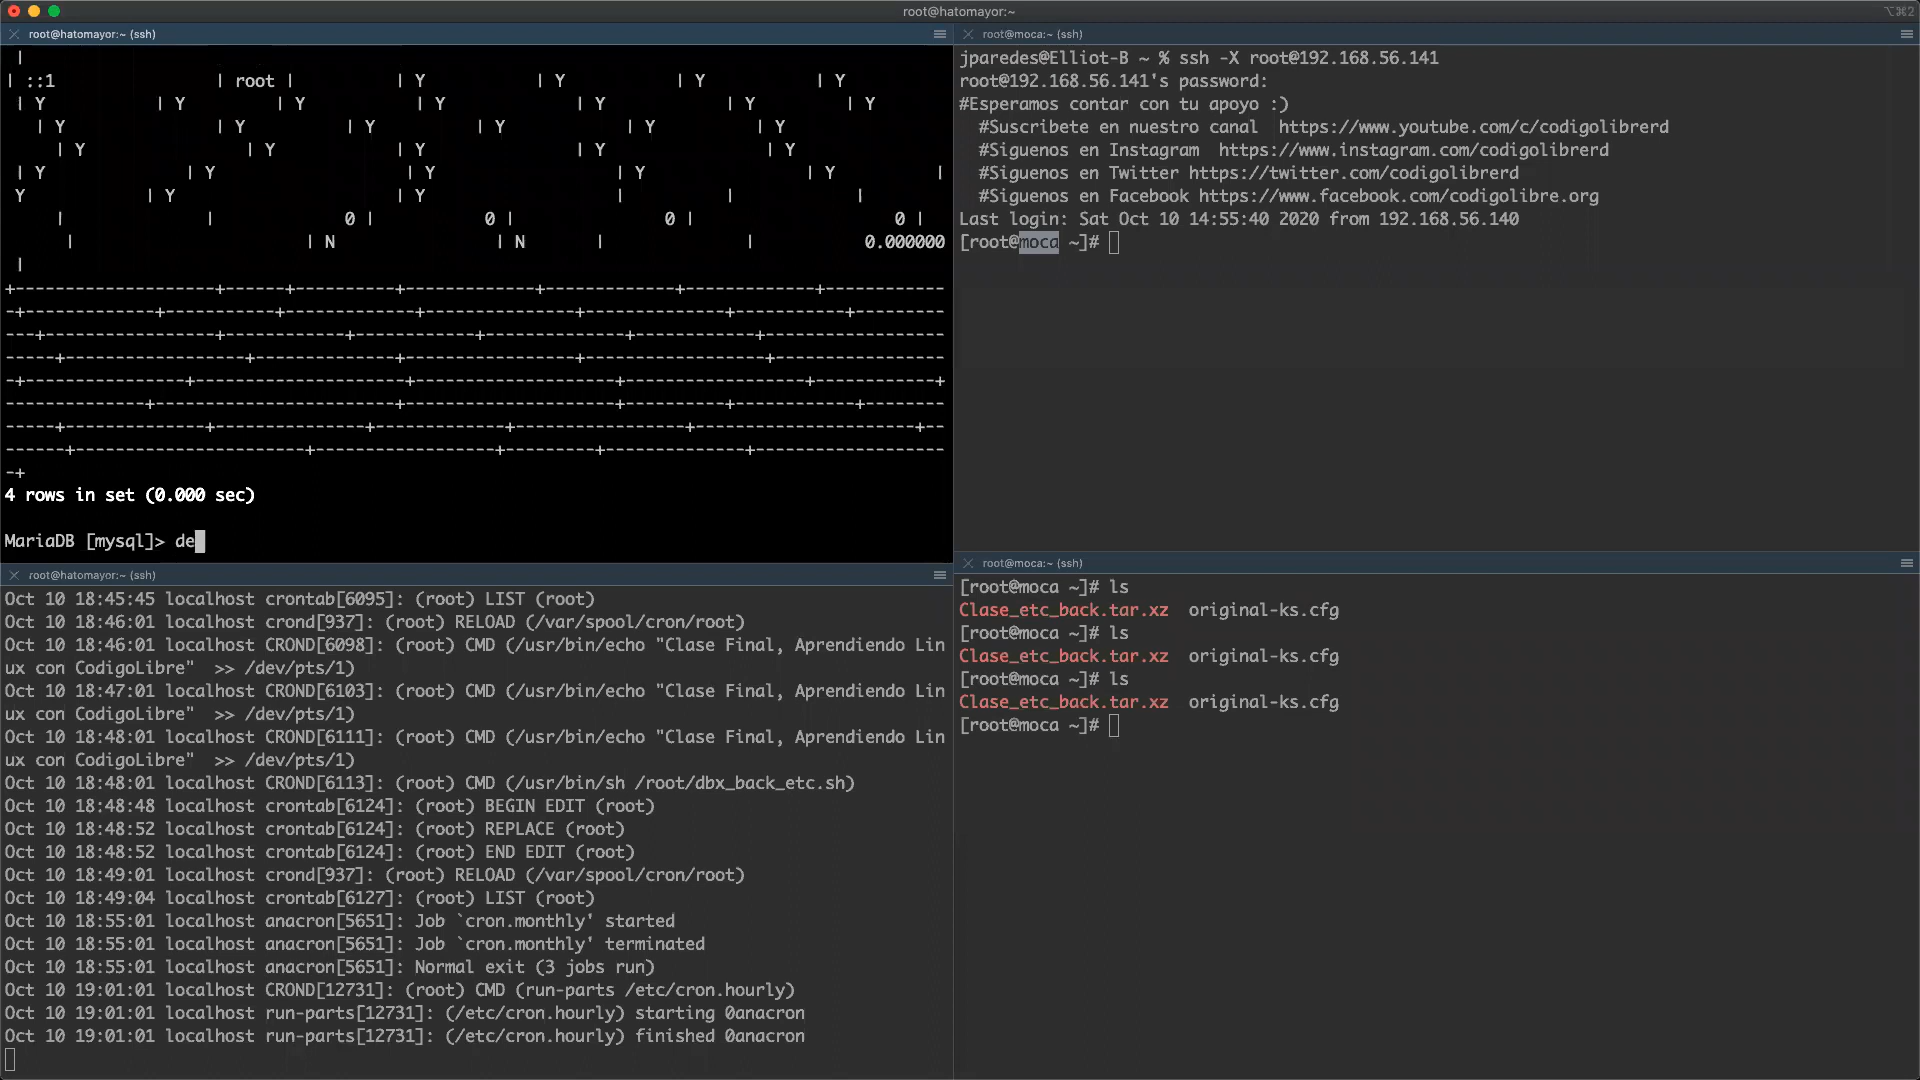 root@hatomayor:~
⌥⌘2
root@hatomayor:~ (ssh)
|
| ::1                | root |          | Y           | Y           | Y           | Y
 | Y           | Y         | Y           | Y             | Y            | Y         | Y
   | Y               | Y          | Y          | Y            | Y          | Y
     | Y                | Y            | Y               | Y                | Y
 | Y              | Y                   | Y                  | Y                 | Y          |
Y            | Y                      | Y                   |          |            |
     |              |             0 |           0 |               0 |                    0 |
      |                       | N              | N       |              |           0.000000
 |
+--------------------+------+----------+-------------+-------------+-------------+------------
-+-------------+-----------+-------------+---------------+--------------+-----------+---------
---+-----------------+------------+------------+--------------+------------+------------------
-----+------------------+--------------+-----------------+------------------+-----------------
-+----------------+---------------------+--------------------+------------------+------------+
--------------+------------------------+---------------------+----------+------------+--------
-----+--------------+---------------+-------------+-----------------+----------------------+--
------+-----------------------+------------------+---------+--------------+-------------------
-+
4 rows in set (0.000 sec)
MariaDB [mysql]> de
root@hatomayor:~ (ssh)
Oct 10 18:45:45 localhost crontab[6095]: (root) LIST (root)
Oct 10 18:46:01 localhost crond[937]: (root) RELOAD (/var/spool/cron/root)
Oct 10 18:46:01 localhost CROND[6098]: (root) CMD (/usr/bin/echo "Clase Final, Aprendiendo Lin
ux con CodigoLibre"  >> /dev/pts/1)
Oct 10 18:47:01 localhost CROND[6103]: (root) CMD (/usr/bin/echo "Clase Final, Aprendiendo Lin
ux con CodigoLibre"  >> /dev/pts/1)
Oct 10 18:48:01 localhost CROND[6111]: (root) CMD (/usr/bin/echo "Clase Final, Aprendiendo Lin
ux con CodigoLibre"  >> /dev/pts/1)
Oct 10 18:48:01 localhost CROND[6113]: (root) CMD (/usr/bin/sh /root/dbx_back_etc.sh)
Oct 10 18:48:48 localhost crontab[6124]: (root) BEGIN EDIT (root)
Oct 10 18:48:52 localhost crontab[6124]: (root) REPLACE (root)
Oct 10 18:48:52 localhost crontab[6124]: (root) END EDIT (root)
Oct 10 18:49:01 localhost crond[937]: (root) RELOAD (/var/spool/cron/root)
Oct 10 18:49:04 localhost crontab[6127]: (root) LIST (root)
Oct 10 18:55:01 localhost anacron[5651]: Job `cron.monthly' started
Oct 10 18:55:01 localhost anacron[5651]: Job `cron.monthly' terminated
Oct 10 18:55:01 localhost anacron[5651]: Normal exit (3 jobs run)
Oct 10 19:01:01 localhost CROND[12731]: (root) CMD (run-parts /etc/cron.hourly)
Oct 10 19:01:01 localhost run-parts[12731]: (/etc/cron.hourly) starting 0anacron
Oct 10 19:01:01 localhost run-parts[12731]: (/etc/cron.hourly) finished 0anacron
root@moca:~ (ssh)
jparedes@Elliot-B ~ % ssh -X root@192.168.56.141
root@192.168.56.141's password:
#Esperamos contar con tu apoyo :)
  #Suscribete en nuestro canal  https://www.youtube.com/c/codigolibrerd
  #Siguenos en Instagram  https://www.instagram.com/codigolibrerd
  #Siguenos en Twitter https://twitter.com/codigolibrerd
  #Siguenos en Facebook https://www.facebook.com/codigolibre.org
Last login: Sat Oct 10 14:55:40 2020 from 192.168.56.140
[root@moca ~]#
root@moca:~ (ssh)
[root@moca ~]# ls
Clase_etc_back.tar.xz  original-ks.cfg
[root@moca ~]# ls
Clase_etc_back.tar.xz  original-ks.cfg
[root@moca ~]# ls
Clase_etc_back.tar.xz  original-ks.cfg
[root@moca ~]#